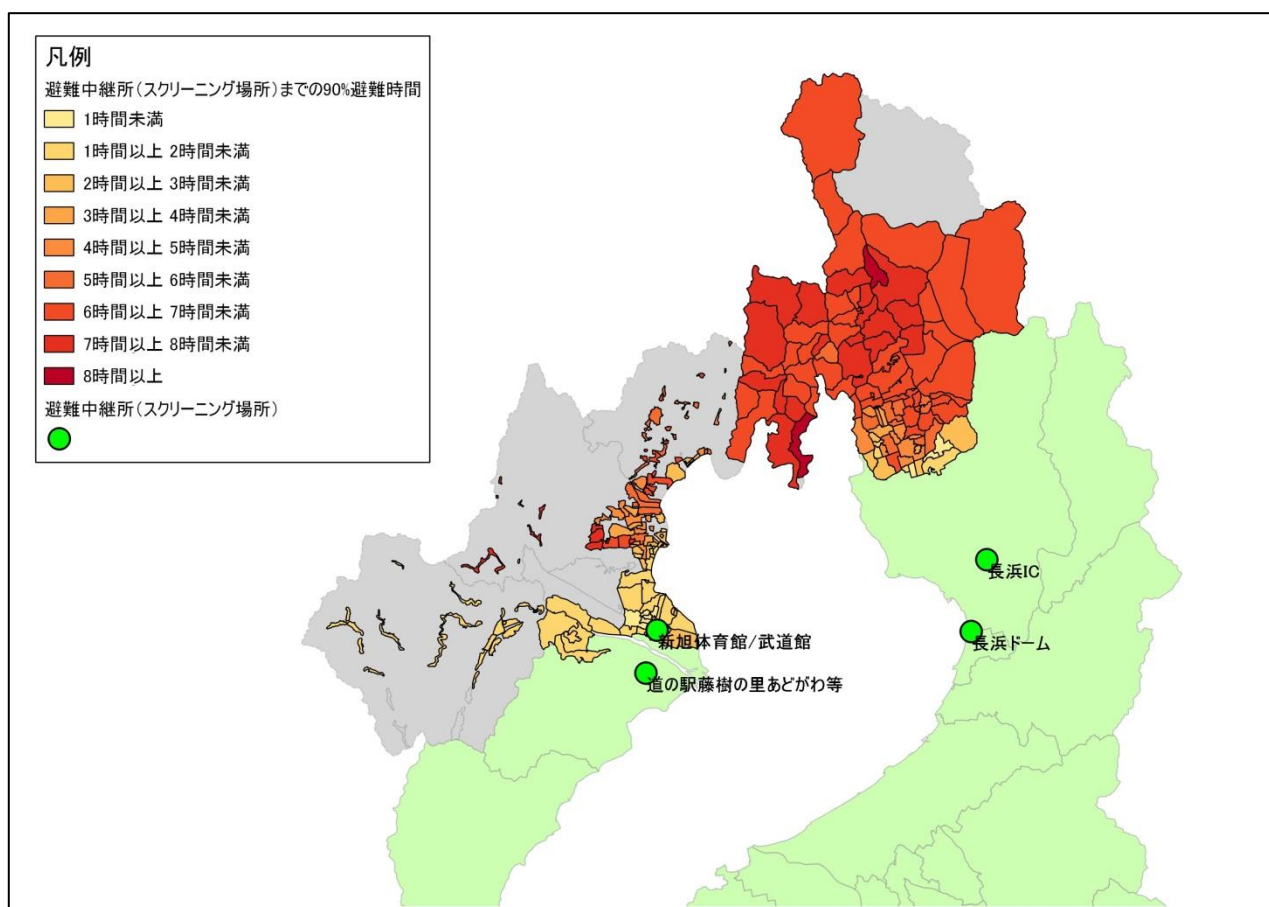 凡例
避難中継所(スクリーニング場所)までの90%避難時間
1時間未満
1時間以上 2時間未満
2時間以上 3時間未満
3時間以上 4時間未満
4時間以上 5時間未満
5時間以上 6時間未満
6時間以上 7時間未満
7時間以上 8時間未満
8時間以上
避難中継所(スクリーニング場所)
長浜IC
新旭体育館/武道館
長浜ドーム
道の駅藤樹の里あどがわ等